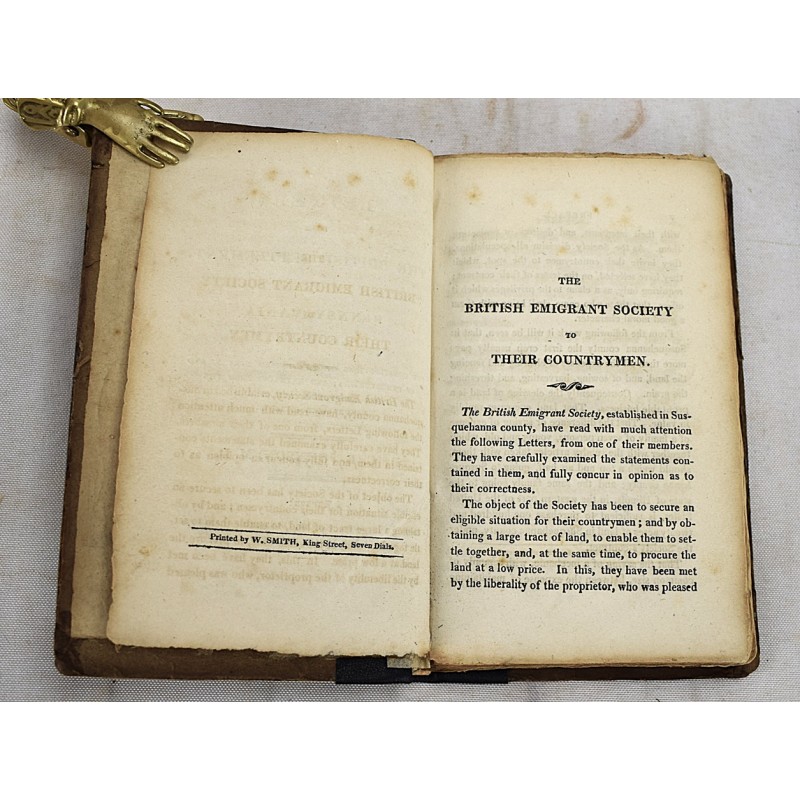 Printed by W. SMITH, King Street, Seven Dials.
THE
BRITISH EMIGRANT SOCIETY
TO
THEIR COUNTRYMEN.
The British Emigrant Society, established in Sus-
quehanna county, have read with much attention
the following Letters, from one of their members.
They have carefully examined the statements con-
tained in them, and fully concur in opinion as to
their correctness.
The object of the Society has been to secure an
eligible situation for their countrymen; and by ob-
taining a large tract of land, to enable them to set-
tle together, and, at the same time, to procure the
land at a low price. In this, they have been met
by the liberality of the proprietor, who was pleased